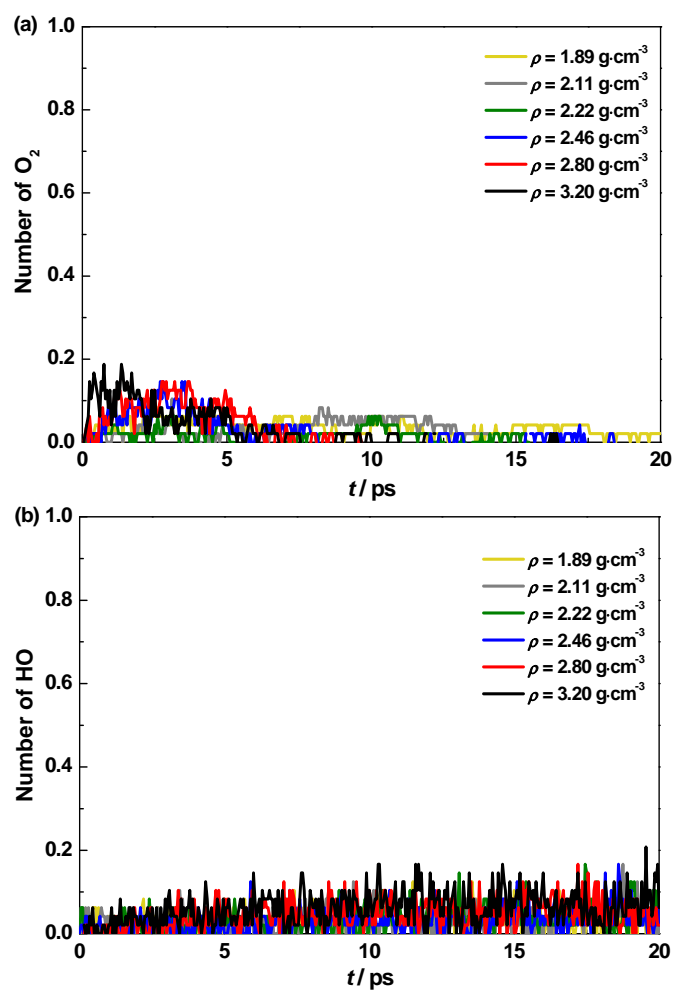 (a)
1.0
0.8
0.6
0.4
0.2
0.0
Number of O₂
ρ = 1.89 g·cm⁻³
ρ = 2.11 g·cm⁻³
ρ = 2.22 g·cm⁻³
ρ = 2.46 g·cm⁻³
ρ = 2.80 g·cm⁻³
ρ = 3.20 g·cm⁻³
0 5 10 15 20
t / ps
(b)
1.0
0.8
0.6
0.4
0.2
0.0
Number of HO
ρ = 1.89 g·cm⁻³
ρ = 2.11 g·cm⁻³
ρ = 2.22 g·cm⁻³
ρ = 2.46 g·cm⁻³
ρ = 2.80 g·cm⁻³
ρ = 3.20 g·cm⁻³
0 5 10 15 20
t / ps